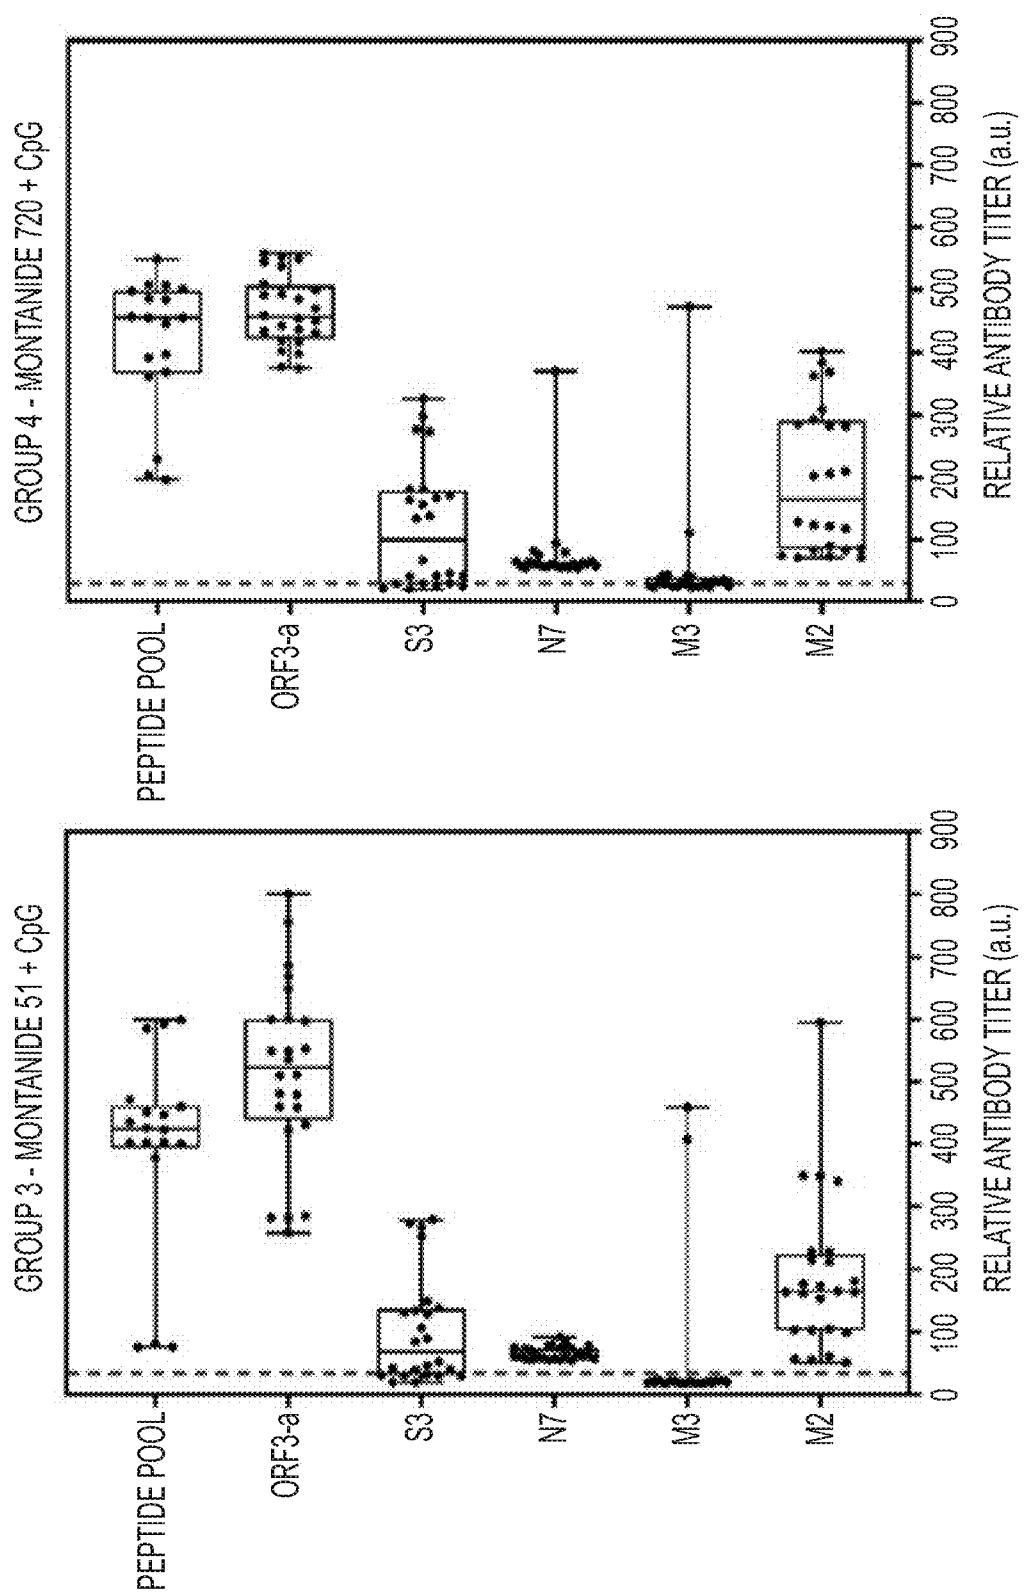 GROUP 3 - MONTANIDE 51 + CpG
PEPTIDE POOL
ORF3-a
S3
N7
M3
M2
0 100 200 300 400 500 600 700 800 900
RELATIVE ANTIBODY TITER (a.u.)
GROUP 4 - MONTANIDE 720 + CpG
PEPTIDE POOL
ORF3-a
S3
N7
M3
M2
0 100 200 300 400 500 600 700 800 900
RELATIVE ANTIBODY TITER (a.u.)